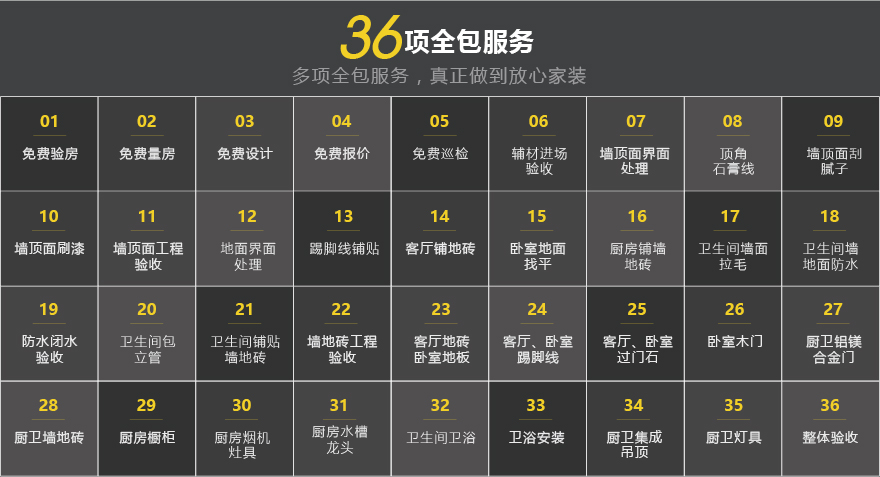 36项全包服务
多项全包服务，真正做到放心家装
01
免费验房
02
免费量房
03
免费设计
04
免费报价
05
免费巡检
06
辅材进场
验收
07
墙顶面界面
处理
08
顶角
石膏线
09
墙顶面刮
腻子
10
墙顶面刷漆
11
墙顶面工程
验收
12
地面界面
处理
13
踢脚线铺贴
14
客厅铺地砖
15
卧室地面
找平
16
厨房铺墙
地砖
17
卫生间墙面
拉毛
18
卫生间墙
地面防水
19
防水闭水
验收
20
卫生间包
立管
21
卫生间铺贴
墙地砖
22
墙地砖工程
验收
23
客厅地砖
卧室地板
24
客厅、卧室
踢脚线
25
客厅、卧室
过门石
26
卧室木门
27
厨卫铝镁
合金门
28
厨卫墙地砖
29
厨房橱柜
30
厨房烟机
灶具
31
厨房水槽
龙头
32
卫生间卫浴
33
卫浴安装
34
厨卫集成
吊顶
35
厨卫灯具
36
整体验收